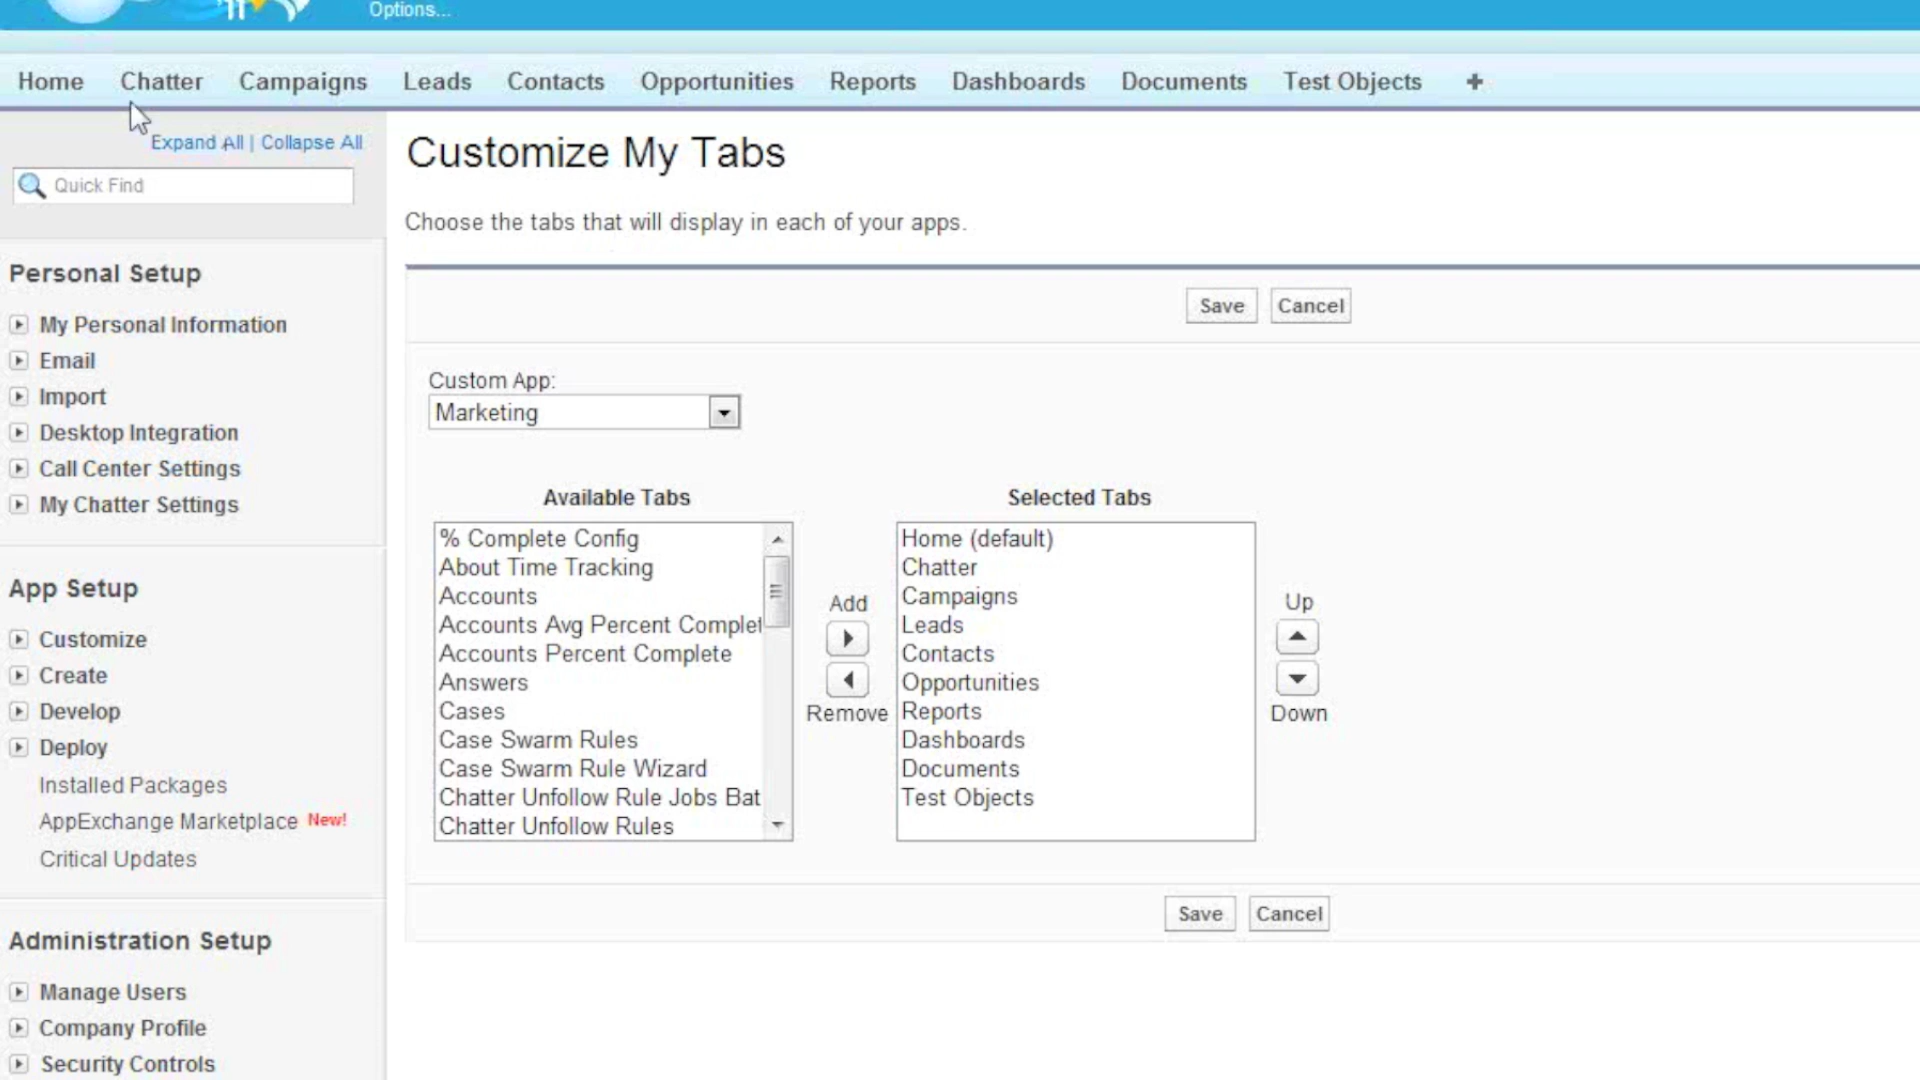 Options...
Home Chatter Campaigns Leads Contacts Opportunities Reports Dashboards Documents Test Objects +
Expand All | Collapse All
Quick Find
Personal Setup
My Personal Information
Email
Import
Desktop Integration
Call Center Settings
My Chatter Settings
App Setup
Customize
Create
Develop
Deploy
Installed Packages
AppExchange Marketplace New!
Critical Updates
Administration Setup
Manage Users
Company Profile
Security Controls
Customize My Tabs
Choose the tabs that will display in each of your apps.
Save Cancel
Custom App:
Marketing
Available Tabs
% Complete Config
About Time Tracking
Accounts
Accounts Avg Percent Complet
Accounts Percent Complete
Answers
Cases
Case Swarm Rules
Case Swarm Rule Wizard
Chatter Unfollow Rule Jobs Bat
Chatter Unfollow Rules
Add
Remove
Selected Tabs
Home (default)
Chatter
Campaigns
Leads
Contacts
Opportunities
Reports
Dashboards
Documents
Test Objects
Up
Down
Save Cancel